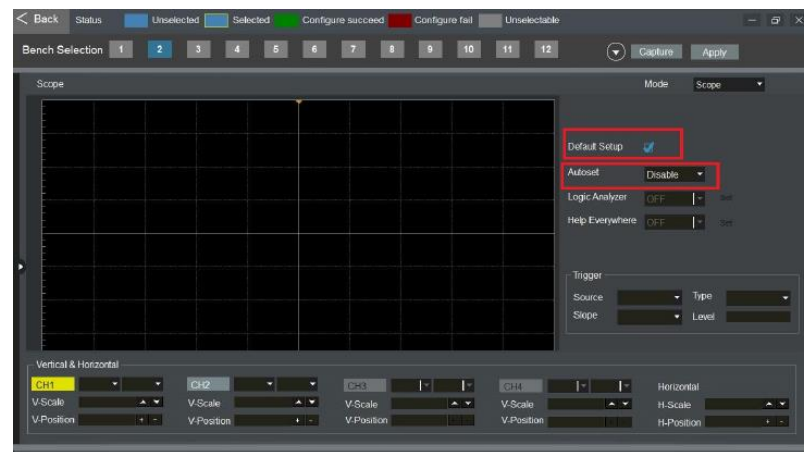 < Back Status Unselected Selected Configure succeed Configure fail Unselectable
Bench Selection 1 2 3 4 5 6 7 8 9 10 11 12 Capture Apply
Scope Mode Scope
Default Setup
Autoset Disable
Logic Analyzer OFF Set
Help Everywhere OFF Set
Trigger
Source Type
Slope Level
Vertical & Horizontal
CH1 CH2 CH3 CH4 Horizontal
V-Scale V-Scale V-Scale V-Scale H-Scale
V-Position + - V-Position + - V-Position V-Position H-Position + -